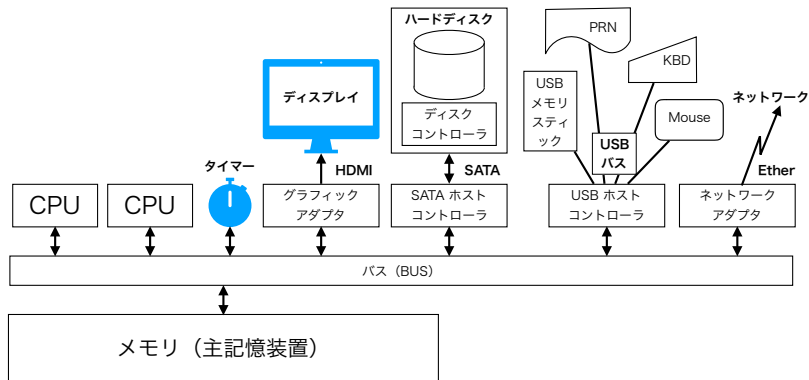 ハードディスク
PRN
KBD
ディスプレイ
USB
メモリ
スティ
ック
ネットワーク
ディスク
コントローラ
Mouse
USB
バス
タイマー
HDMI
SATA
Ether
CPU
CPU
グラフィック
アダプタ
SATA ホスト
コントローラ
USB ホスト
コントローラ
ネットワーク
アダプタ
バス（BUS）
メモリ（主記憶装置）